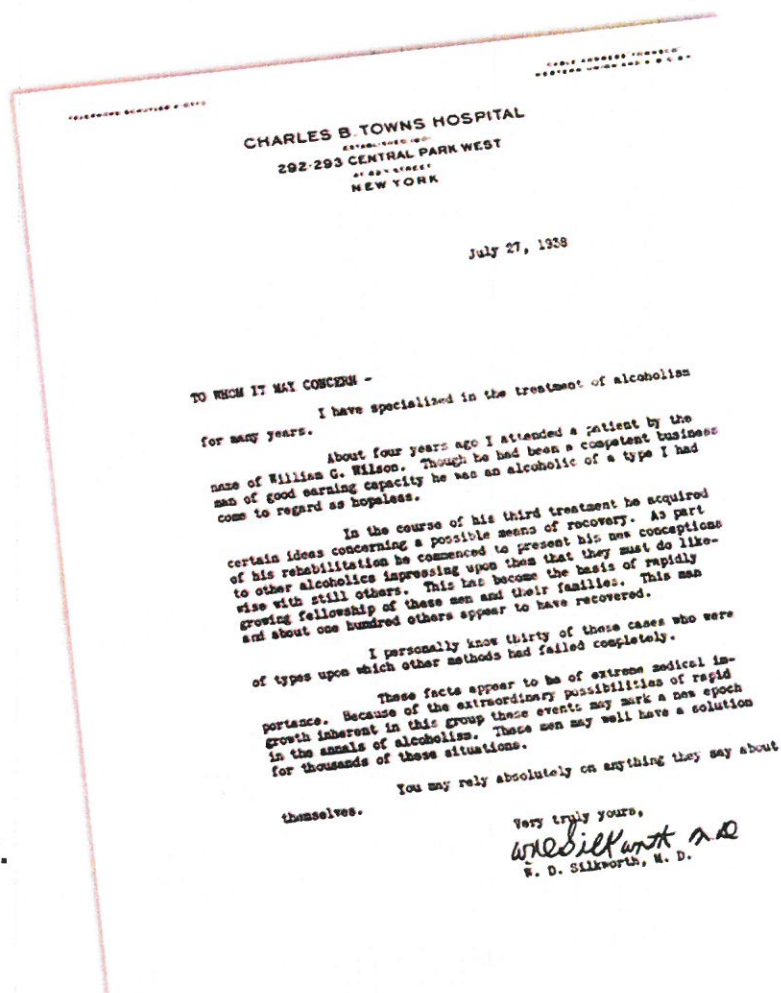 CHARLES B. TOWNS HOSPITAL
292-293 CENTRAL PARK WEST
NEW YORK
July 27, 1938
TO WHOM IT MAY CONCERN -
I have specialized in the treatment of alcoholism
for many years.
About four years ago I attended a patient by the
name of William G. Wilson. Though he had been a competent business
man of good earning capacity he was an alcoholic of a type I had
come to regard as hopeless.
In the course of his third treatment he acquired
certain ideas concerning a possible means of recovery. As part
of his rehabilitation he commenced to present his new conceptions
to other alcoholics impressing upon them that they must do like-
wise with still others. This has become the basis of rapidly
growing fellowship of these men and their families. This man
and about one hundred others appear to have recovered.
I personally know thirty of these cases who were
of types upon which other methods had failed completely.
These facts appear to be of extreme medical im-
portance. Because of the extraordinary possibilities of rapid
growth inherent in this group these events may mark a new epoch
in the annals of alcoholism. These men may well have a solution
for thousands of these situations.
You may rely absolutely on anything they say about
themselves.
Very truly yours,
WD Silkworth MD
W. D. Silkworth, M. D.